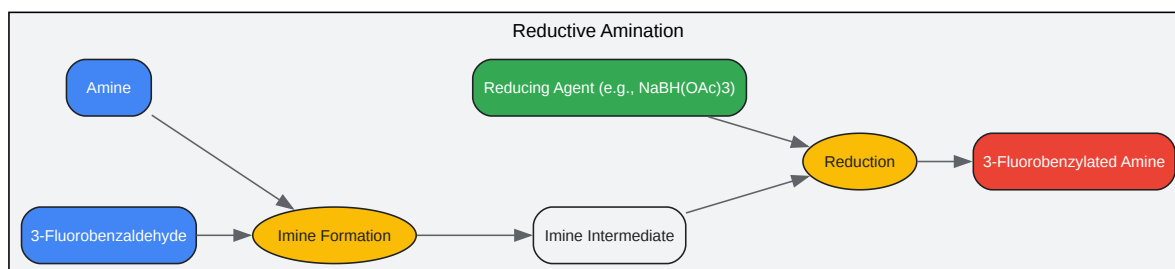 Reductive Amination
Amine
Reducing Agent (e.g., NaBH(OAc)3)
Reduction
3-Fluorobenzylated Amine
3-Fluorobenzaldehyde
Imine Formation
Imine Intermediate